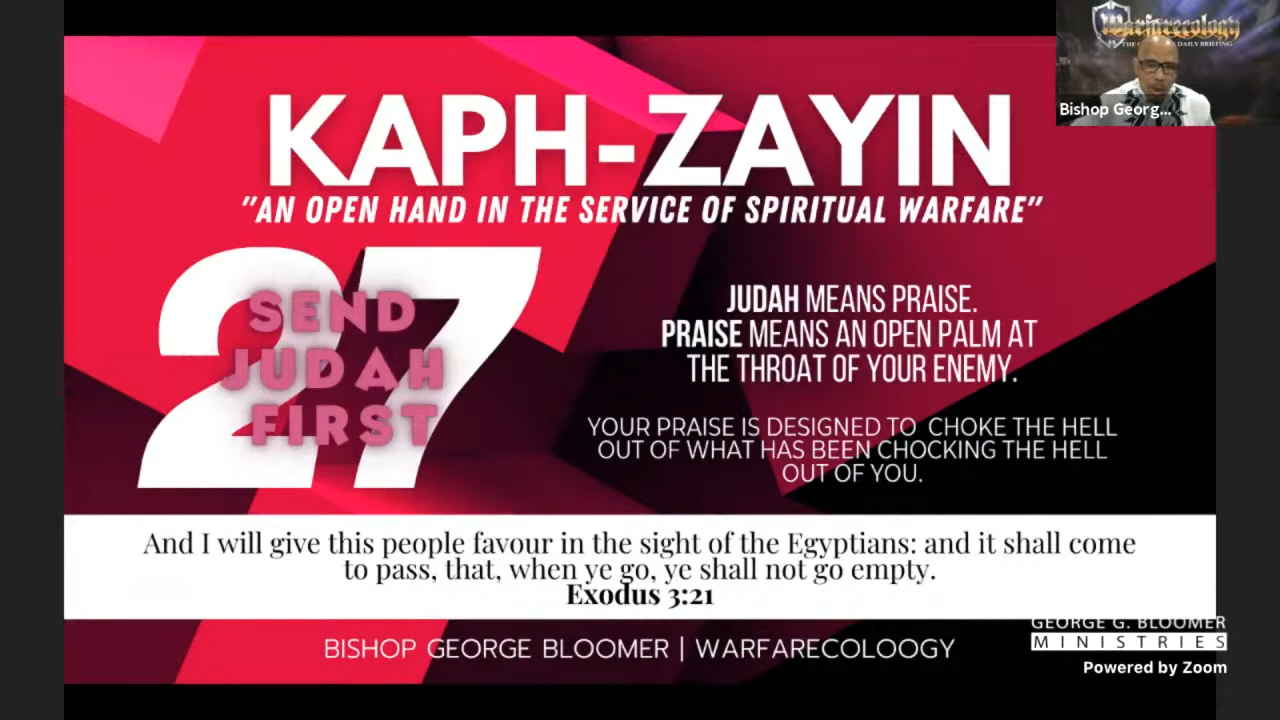 Warfarecology
DAILY BRIEFING
Bishop Georg...
KAPH-ZAYIN
"AN OPEN HAND IN THE SERVICE OF SPIRITUAL WARFARE"
27
SEND
JUDAH
FIRST
JUDAH MEANS PRAISE.
PRAISE MEANS AN OPEN PALM AT
THE THROAT OF YOUR ENEMY.
YOUR PRAISE IS DESIGNED TO CHOKE THE HELL
OUT OF WHAT HAS BEEN CHOCKING THE HELL
OUT OF YOU.
And I will give this people favour in the sight of the Egyptians: and it shall come
to pass, that, when ye go, ye shall not go empty.
Exodus 3:21
BISHOP GEORGE BLOOMER | WARFARECOLOOGY
GEORGE G. BLOOMER
MINISTRIES
Powered by Zoom